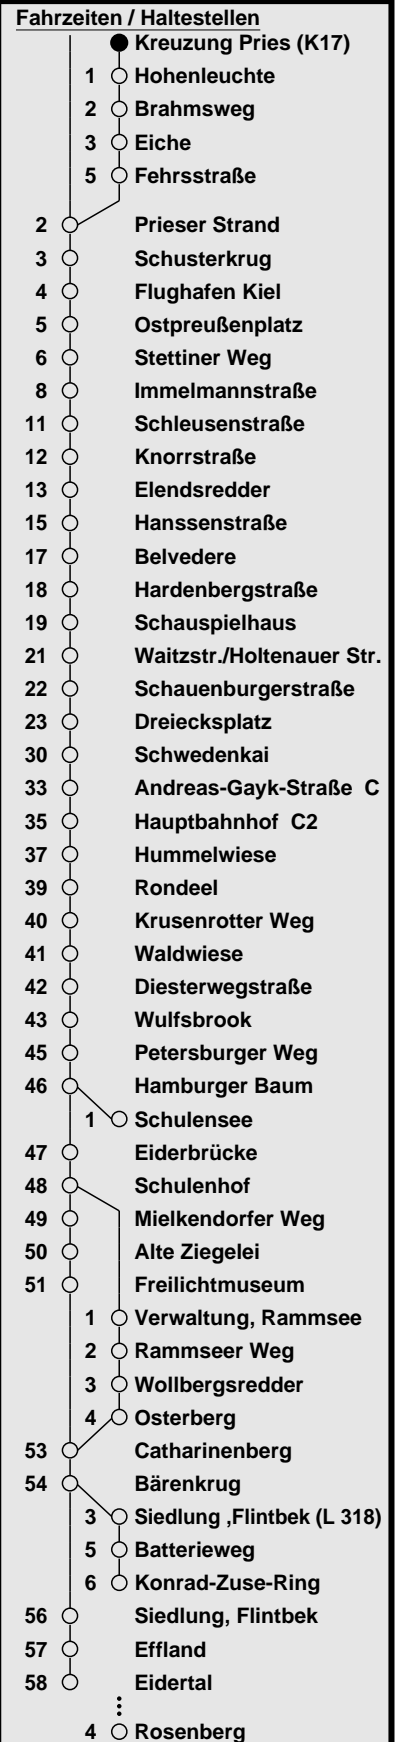 Fahrzeiten / Haltestellen
Kreuzung Pries (K17)
1 Hohenleuchte
2 Brahmsweg
3 Eiche
5 Fehrsstraße
2 Prieser Strand
3 Schusterkrug
4 Flughafen Kiel
5 Ostpreußenplatz
6 Stettiner Weg
8 Immelmannstraße
11 Schleusenstraße
12 Knorrstraße
13 Elendsredder
15 Hanssenstraße
17 Belvedere
18 Hardenbergstraße
19 Schauspielhaus
21 Waitzstr./Holtenauer Str.
22 Schauenburgerstraße
23 Dreiecksplatz
30 Schwedenkai
33 Andreas-Gayk-Straße C
35 Hauptbahnhof C2
37 Hummelwiese
39 Rondeel
40 Krusenrotter Weg
41 Waldwiese
42 Diesterwegstraße
43 Wulfsbrook
45 Petersburger Weg
46 Hamburger Baum
1 Schulensee
47 Eiderbrücke
48 Schulenhof
49 Mielkendorfer Weg
50 Alte Ziegelei
51 Freilichtmuseum
1 Verwaltung, Rammsee
2 Rammseer Weg
3 Wollbergsredder
4 Osterberg
53 Catharinenberg
54 Bärenkrug
3 Siedlung ,Flintbek (L 318)
5 Batterieweg
6 Konrad-Zuse-Ring
56 Siedlung, Flintbek
57 Effland
58 Eidertal
4 Rosenberg